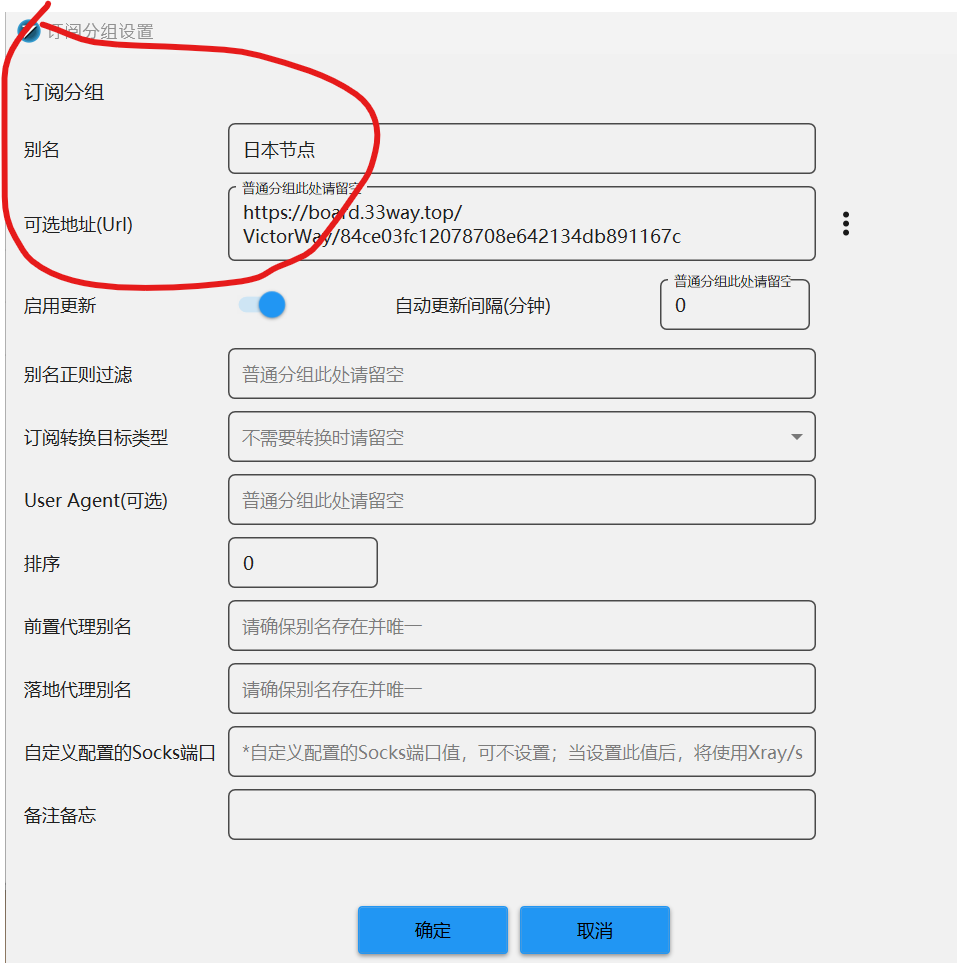 订阅分组设置
订阅分组
别名
日本节点
普通分组此处请留空
可选地址(Url)
https://board.33way.top/
VictorWay/84ce03fc12078708e642134db891167c
启用更新
自动更新间隔(分钟)
普通分组此处请留空
0
别名正则过滤
普通分组此处请留空
订阅转换目标类型
不需要转换时请留空
User Agent(可选)
普通分组此处请留空
排序
0
前置代理别名
请确保别名存在并唯一
落地代理别名
请确保别名存在并唯一
自定义配置的Socks端口
*自定义配置的Socks端口值，可不设置；当设置此值后，将使用Xray/s
备注备忘
确定
取消